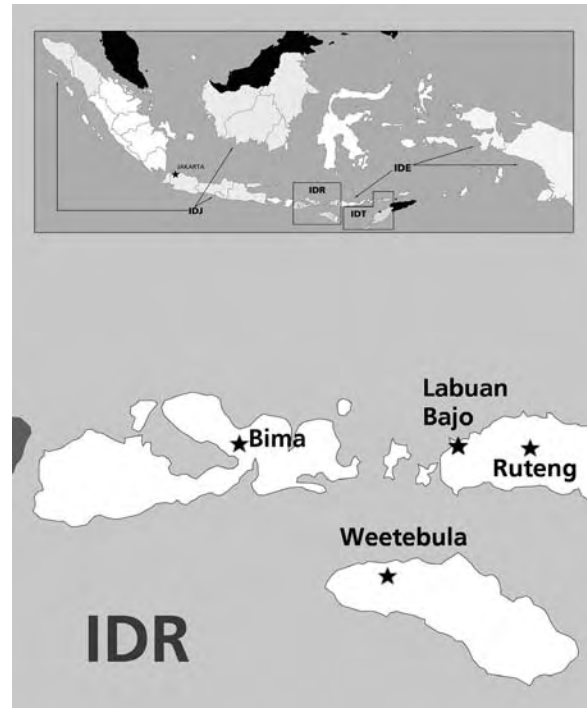 JAKARTA
IDR
IDE
IDJ
IDT
Labuan
Bajo
Bima
Ruteng
Weetebula
IDR